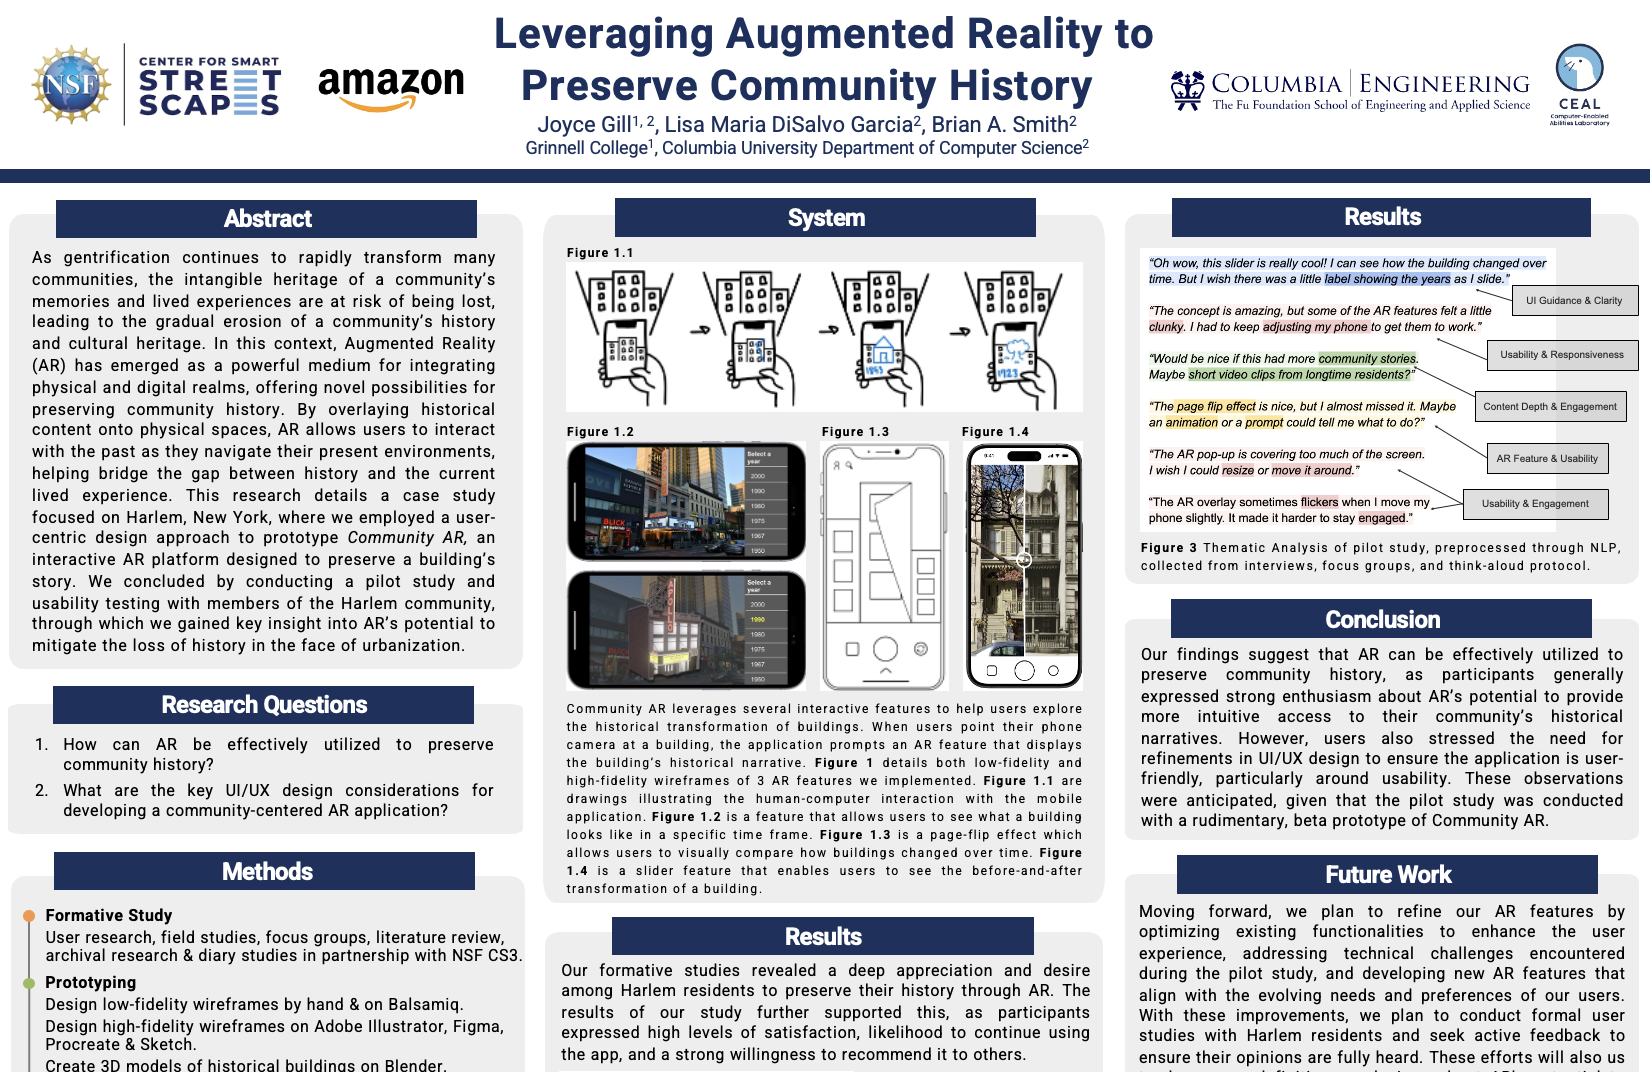 Leveraging Augmented Reality to
Preserve Community History
Joyce Gill1, 2, Lisa Maria DiSalvo Garcia2, Brian A. Smith2
Grinnell College1, Columbia University Department of Computer Science2
NSF
CENTER FOR SMART
STREET
SCAPES
amazon
COLUMBIA | ENGINEERING
The Fu Foundation School of Engineering and Applied Science
CEAL
Computer-Enabled
Abilities Laboratory
Abstract
As gentrification continues to rapidly transform many
communities, the intangible heritage of a community's
memories and lived experiences are at risk of being lost,
leading to the gradual erosion of a community's history
and cultural heritage. In this context, Augmented Reality
(AR) has emerged as a powerful medium for integrating
physical and digital realms, offering novel possibilities for
preserving community history. By overlaying historical
content onto physical spaces, AR allows users to interact
with the past as they navigate their present environments,
helping bridge the gap between history and the current
lived experience. This research details a case study
focused on Harlem, New York, where we employed a user-
centric design approach to prototype Community AR, an
interactive AR platform designed to preserve a building's
story. We concluded by conducting a pilot study and
usability testing with members of the Harlem community,
through which we gained key insight into AR's potential to
mitigate the loss of history in the face of urbanization.
Research Questions
1. How can AR be effectively utilized to preserve
community history?
2. What are the key UI/UX design considerations for
developing a community-centered AR application?
Methods
Formative Study
User research, field studies, focus groups, literature review,
archival research & diary studies in partnership with NSF CS3.
Prototyping
Design low-fidelity wireframes by hand & on Balsamiq.
Design high-fidelity wireframes on Adobe Illustrator, Figma,
Procreate & Sketch.
Create 3D models of historical buildings on Blender.
System
Figure 1.1
1853
1923
Figure 1.2
Figure 1.3
Figure 1.4
Select a
year
2000
1990
1980
1975
1967
1950
Select a
year
2000
1990
1980
1975
1967
1950
APOLLO
9:41
Community AR leverages several interactive features to help users explore
the historical transformation of buildings. When users point their phone
camera at a building, the application prompts an AR feature that displays
the building's historical narrative. Figure 1 details both low-fidelity and
high-fidelity wireframes of 3 AR features we implemented. Figure 1.1 are
drawings illustrating the human-computer interaction with the mobile
application. Figure 1.2 is a feature that allows users to see what a building
looks like in a specific time frame. Figure 1.3 is a page-flip effect which
allows users to visually compare how buildings changed over time. Figure
1.4 is a slider feature that enables users to see the before-and-after
transformation of a building.
Results
Our formative studies revealed a deep appreciation and desire
among Harlem residents to preserve their history through AR. The
results of our study further supported this, as participants
expressed high levels of satisfaction, likelihood to continue using
the app, and a strong willingness to recommend it to others.
Results
"Oh wow, this slider is really cool! I can see how the building changed over
time. But I wish there was a little label showing the years as I slide."
UI Guidance & Clarity
"The concept is amazing, but some of the AR features felt a little
clunky. I had to keep adjusting my phone to get them to work."
Usability & Responsiveness
"Would be nice if this had more community stories.
Maybe short video clips from longtime residents?"
Content Depth & Engagement
"The page flip effect is nice, but I almost missed it. Maybe
an animation or a prompt could tell me what to do?"
AR Feature & Usability
"The AR pop-up is covering too much of the screen.
I wish I could resize or move it around."
Usability & Engagement
"The AR overlay sometimes flickers when I move my
phone slightly. It made it harder to stay engaged."
Figure 3 Thematic Analysis of pilot study, preprocessed through NLP,
collected from interviews, focus groups, and think-aloud protocol.
Conclusion
Our findings suggest that AR can be effectively utilized to
preserve community history, as participants generally
expressed strong enthusiasm about AR's potential to provide
more intuitive access to their community's historical
narratives. However, users also stressed the need for
refinements in UI/UX design to ensure the application is user-
friendly, particularly around usability. These observations
were anticipated, given that the pilot study was conducted
with a rudimentary, beta prototype of Community AR.
Future Work
Moving forward, we plan to refine our AR features by
optimizing existing functionalities to enhance the user
experience, addressing technical challenges encountered
during the pilot study, and developing new AR features that
align with the evolving needs and preferences of our users.
With these improvements, we plan to conduct formal user
studies with Harlem residents and seek active feedback to
ensure their opinions are fully heard. These efforts will also us